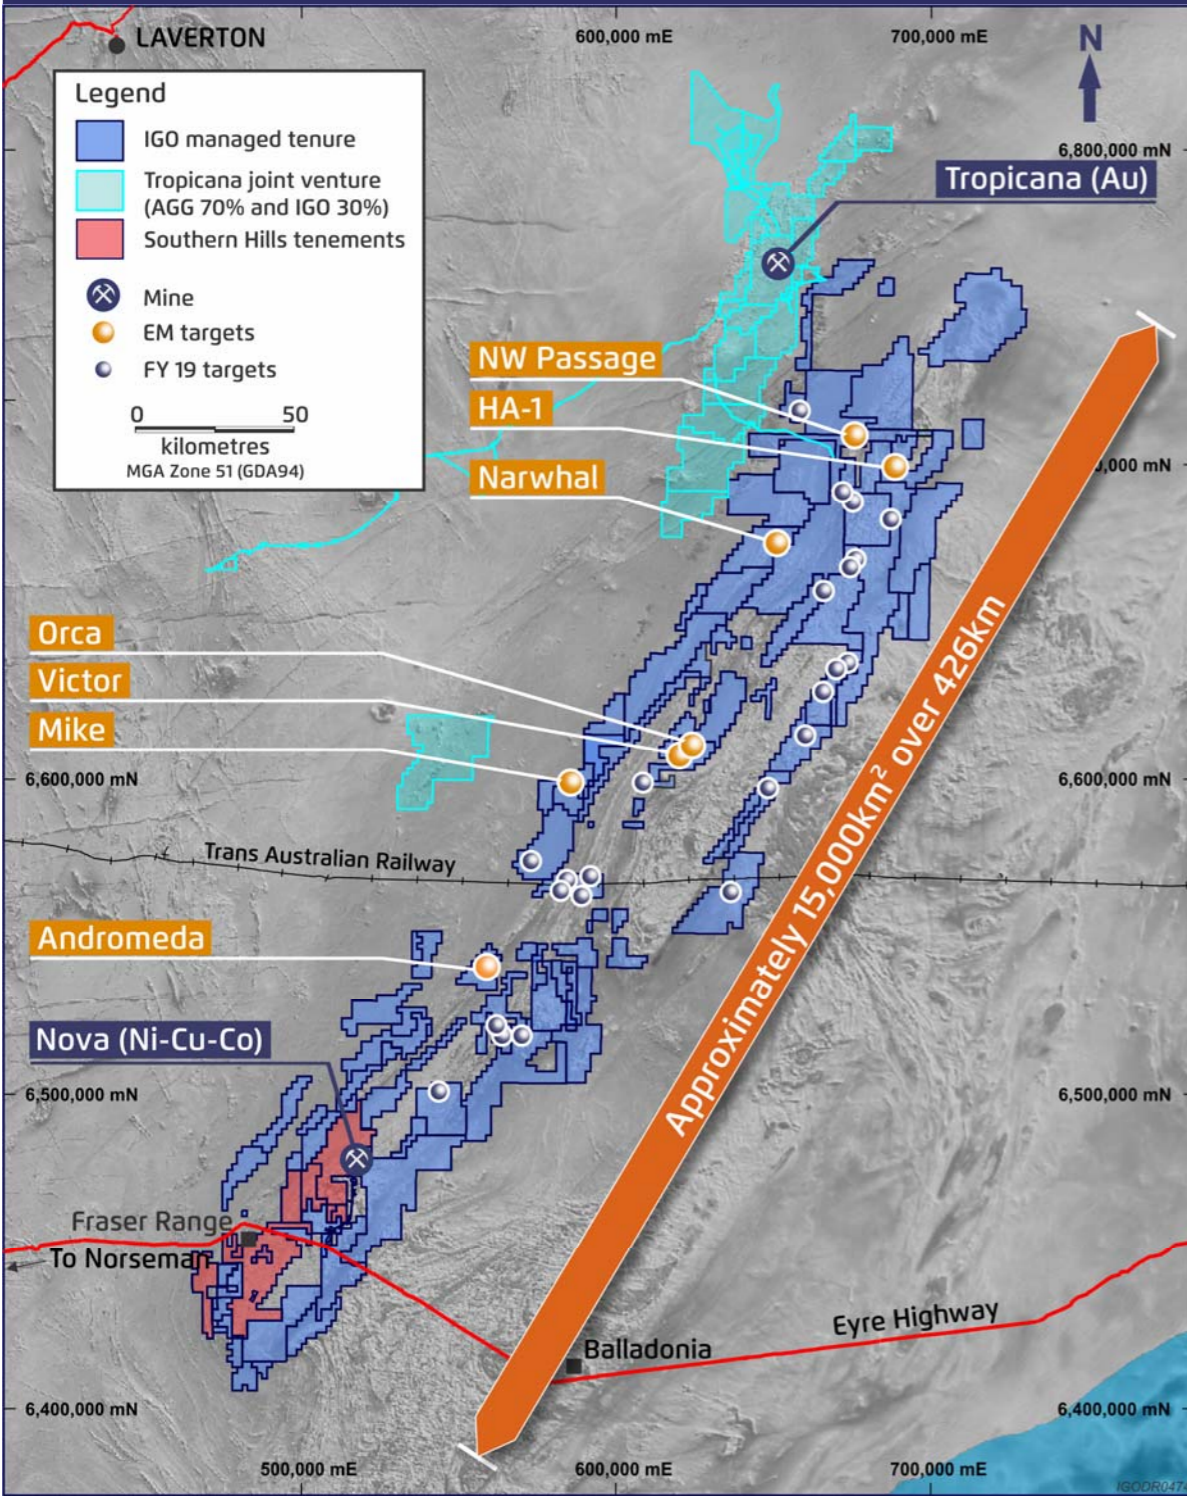 LAVERTON
600,000 mE
700,000 mE
N
Legend
IGO managed tenure
Tropicana joint venture
(AGG 70% and IGO 30%)
Southern Hills tenements
Mine
EM targets
FY 19 targets
0 50
kilometres
MGA Zone 51 (GDA94)
6,800,000 mN
Tropicana (Au)
NW Passage
HA-1
Narwhal
0,000 mN
Orca
Victor
Mike
6,600,000 mN
6,600,000 mN
Trans Australian Railway
Approximately 15,000km² over 426km
Andromeda
Nova (Ni-Cu-Co)
6,500,000 mN
6,500,000 mN
Fraser Range
To Norseman
Eyre Highway
Balladonia
6,400,000 mN
6,400,000 mN
500,000 mE
600,000 mE
700,000 mE
IGODR047